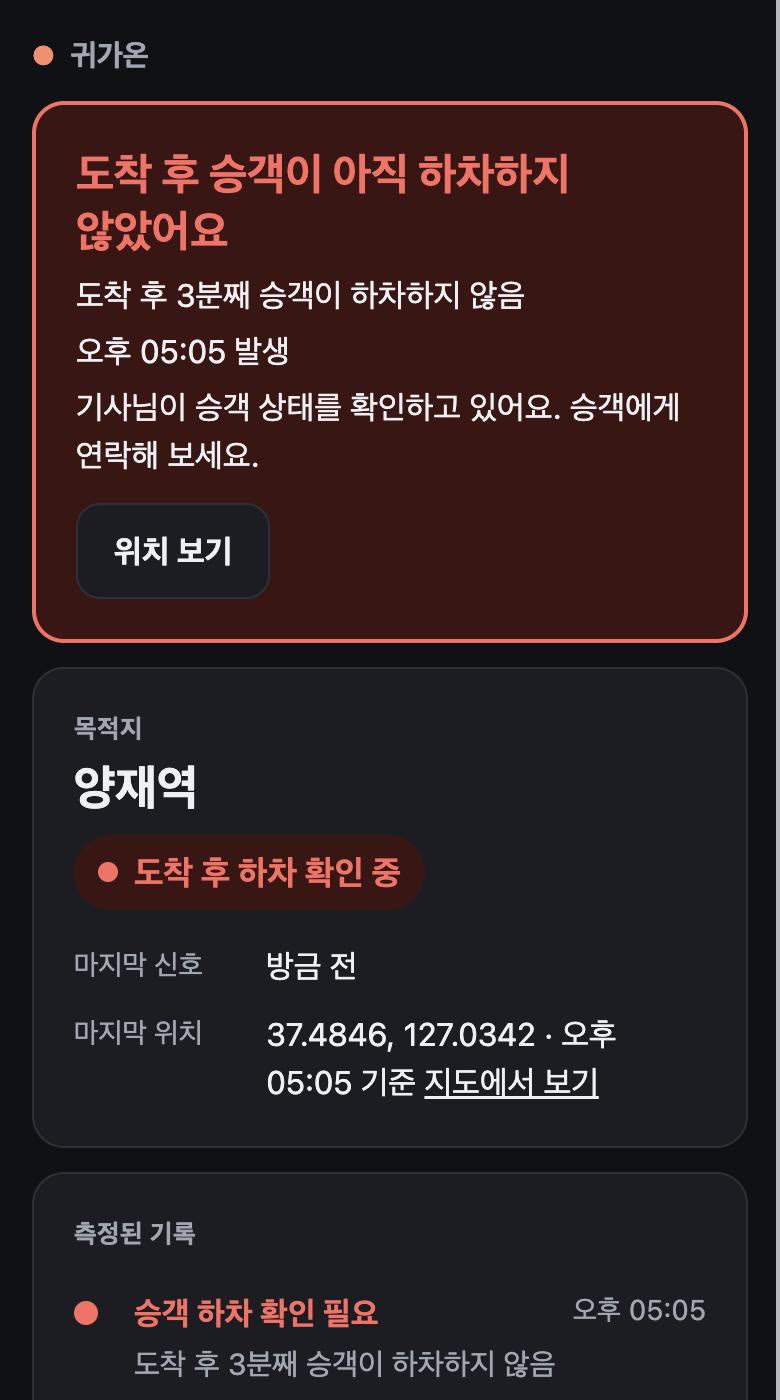 귀가온
도착 후 승객이 아직 하차하지
않았어요
도착 후 3분째 승객이 하차하지 않음
오후 05:05 발생
기사님이 승객 상태를 확인하고 있어요. 승객에게
연락해 보세요.
위치 보기
목적지
양재역
도착 후 하차 확인 중
마지막 신호 방금 전
마지막 위치 37.4846, 127.0342 · 오후
05:05 기준 지도에서 보기
측정된 기록
승객 하차 확인 필요 오후 05:05
도착 후 3분째 승객이 하차하지 않음